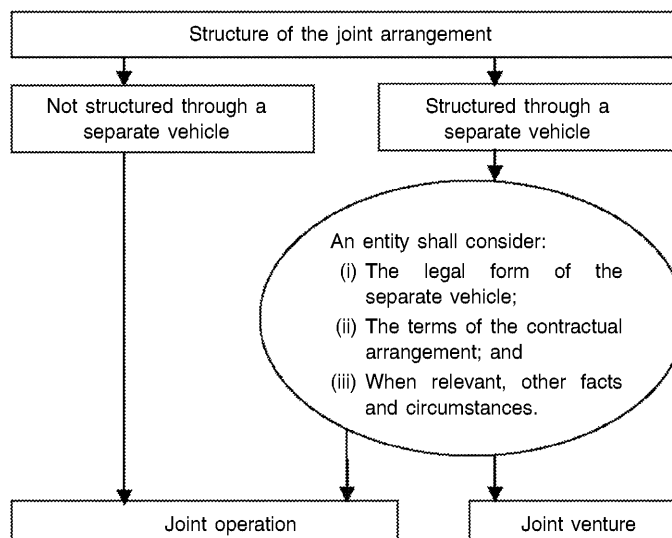 Structure of the joint arrangement
Not structured through a
separate vehicle
Structured through a
separate vehicle
An entity shall consider:
(i) The legal form of the
separate vehicle;
(ii) The terms of the contractual
arrangement; and
(iii) When relevant, other facts
and circumstances.
Joint operation
Joint venture